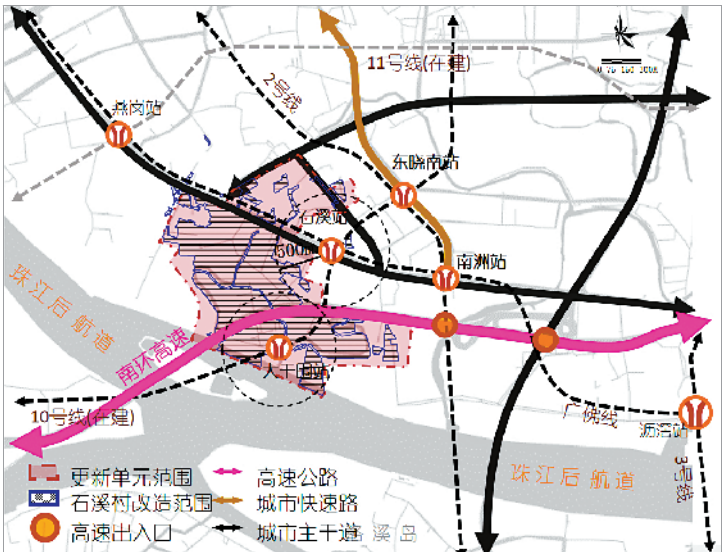 11号线(在建)
2号线
燕岗站
东晓南站
石溪站
500m
南洲站
珠江后航道
南环高速
大干围站
10号线(在建)
广佛线
沥滘站
3号线
珠江后航道
更新单元范围
高速公路
石溪村改造范围
城市快速路
高速出入口
城市主干道